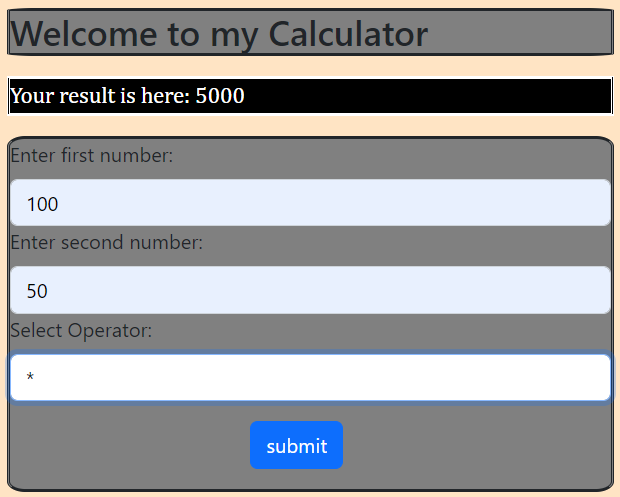 Welcome to my Calculator
Your result is here: 5000
Enter first number:
100
Enter second number:
50
Select Operator:
*
submit